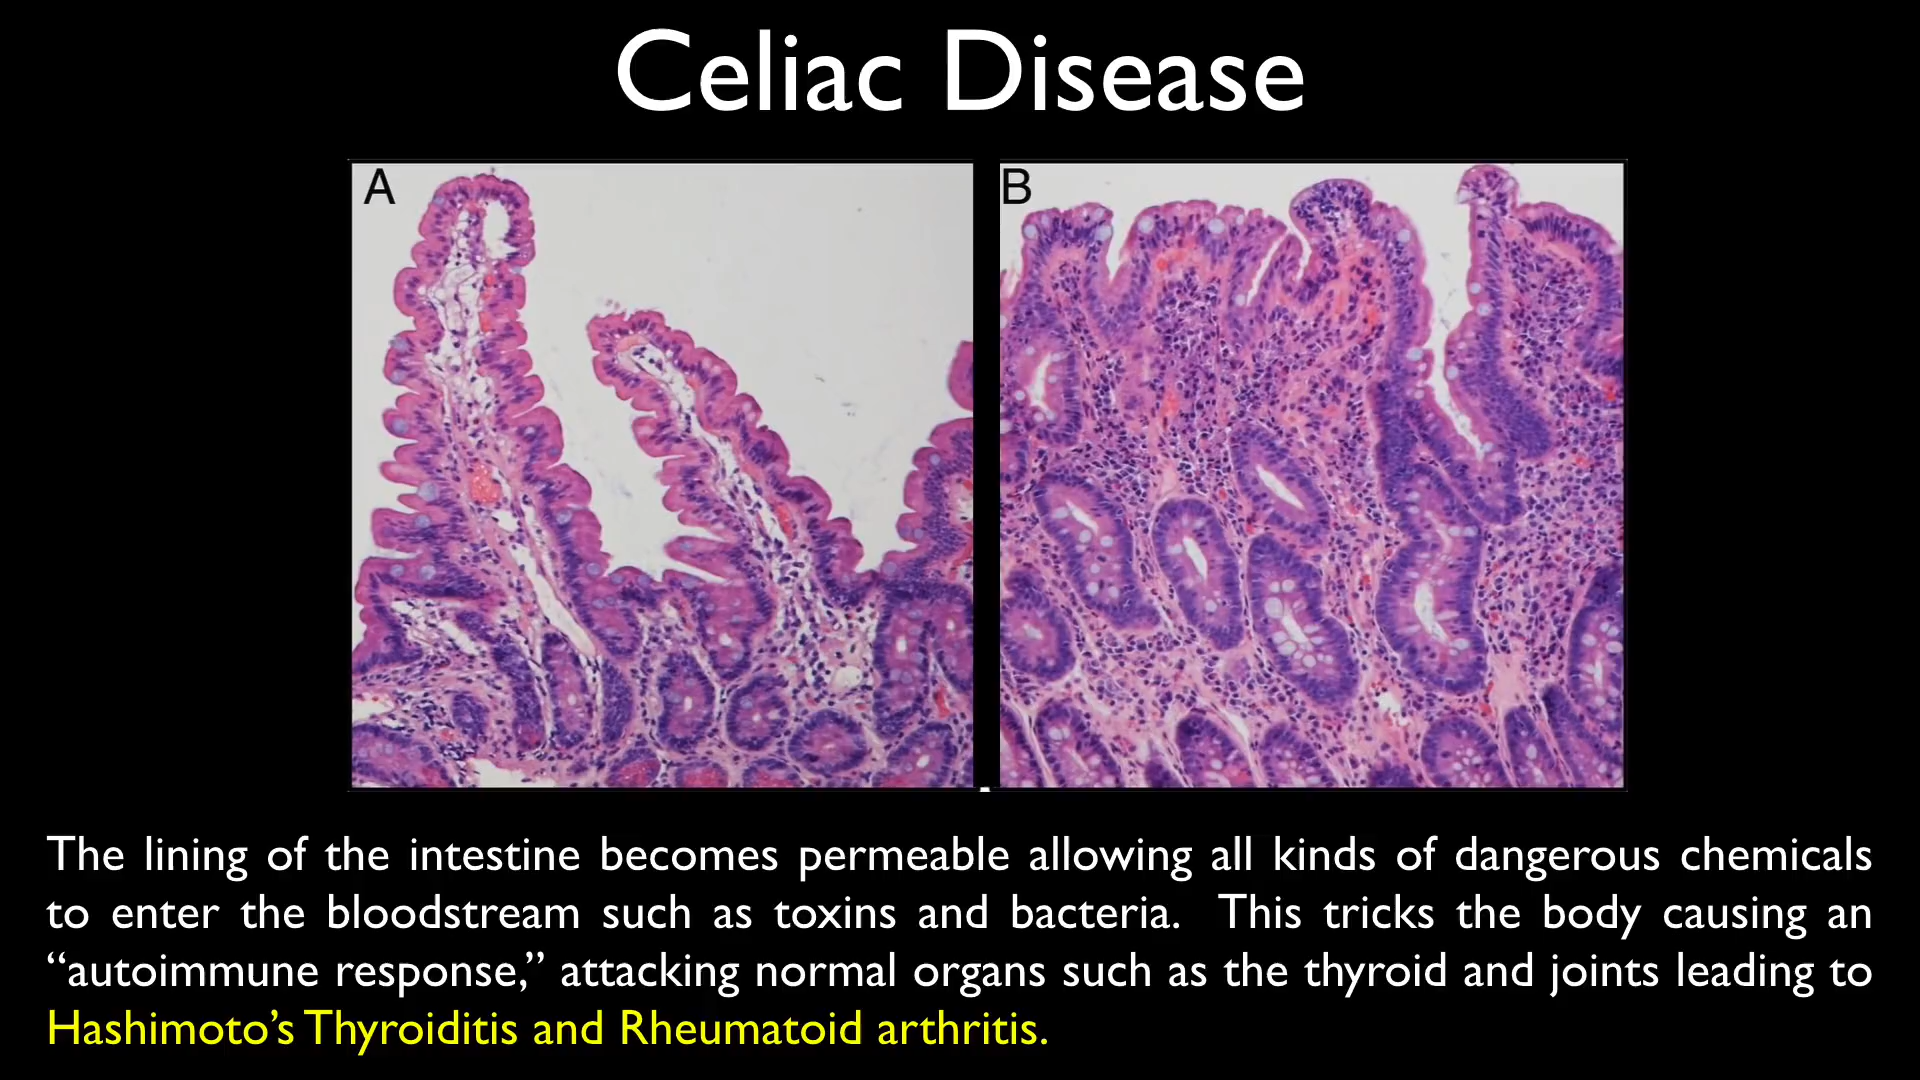 Celiac Disease
A
B
The lining of the intestine becomes permeable allowing all kinds of dangerous chemicals
to enter the bloodstream such as toxins and bacteria.  This tricks the body causing an
“autoimmune response,” attacking normal organs such as the thyroid and joints leading to
Hashimoto’s Thyroiditis and Rheumatoid arthritis.